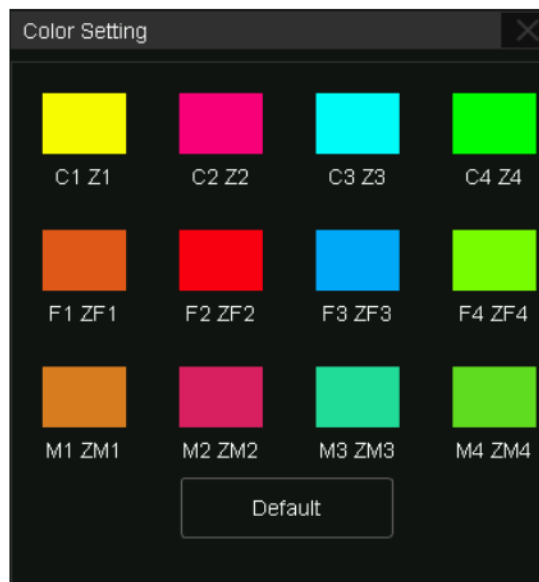 Color Setting
C1 Z1 C2 Z2 C3 Z3 C4 Z4
F1 ZF1 F2 ZF2 F3 ZF3 F4 ZF4
M1 ZM1 M2 ZM2 M3 ZM3 M4 ZM4
Default